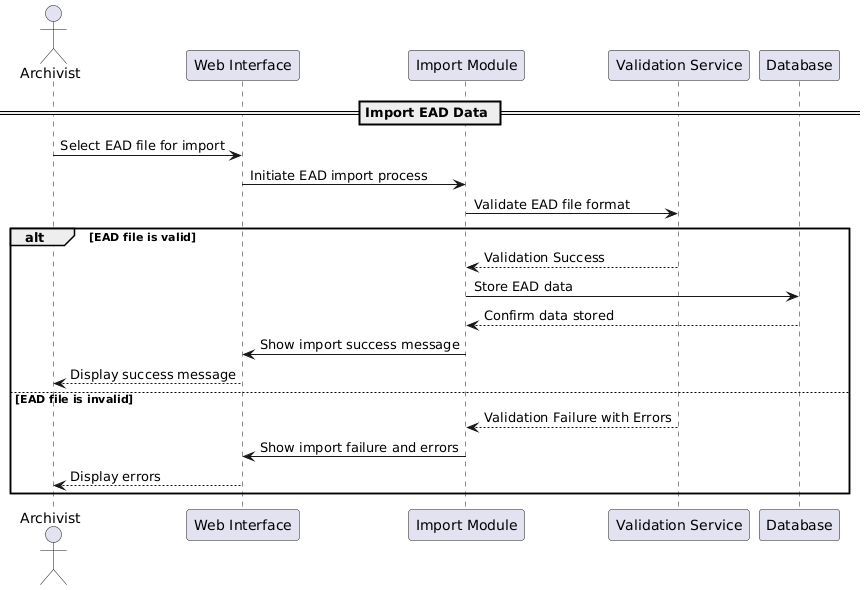 Archivist
Web Interface
Import Module
Validation Service
Database
Import EAD Data
Select EAD file for import
Initiate EAD import process
Validate EAD file format
alt [EAD file is valid]
Validation Success
Store EAD data
Confirm data stored
Show import success message
Display success message
[EAD file is invalid]
Validation Failure with Errors
Show import failure and errors
Display errors
Archivist
Web Interface
Import Module
Validation Service
Database